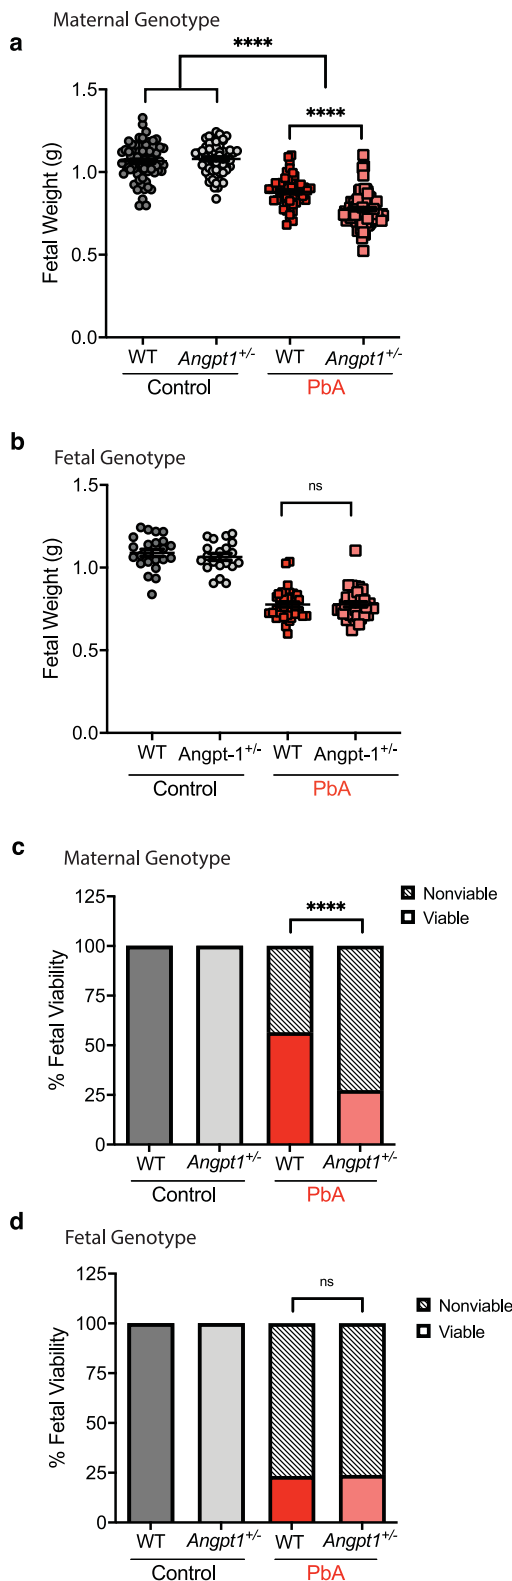 Maternal Genotype
a
****
****
1.5
1.0
0.5
0.0
Fetal Weight (g)
WT Angpt1+/- WT Angpt1+/-
Control PbA
b
Fetal Genotype
ns
1.5
1.0
0.5
0.0
Fetal Weight (g)
WT Angpt-1+/- WT Angpt-1+/-
Control PbA
c
Maternal Genotype
Nonviable
Viable
****
125
100
75
50
25
0
% Fetal Viability
WT Angpt1+/- WT Angpt1+/-
Control PbA
d
Fetal Genotype
ns
Nonviable
Viable
125
100
75
50
25
0
% Fetal Viability
WT Angpt1+/- WT Angpt1+/-
Control PbA